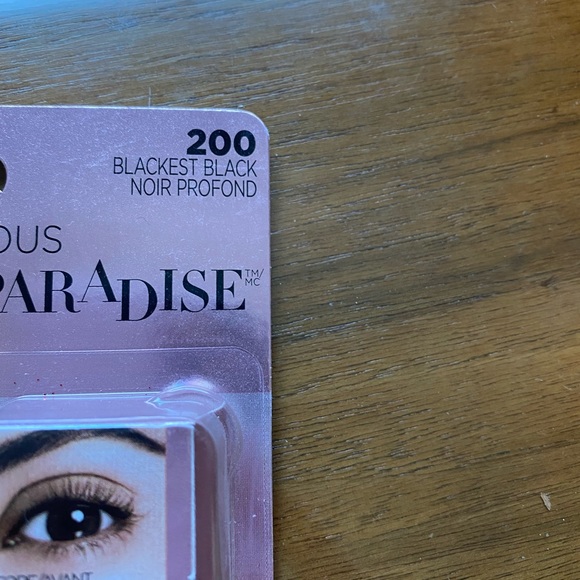 200
BLACKEST BLACK
NOIR PROFOND
OUS
PARADISE TM/MC